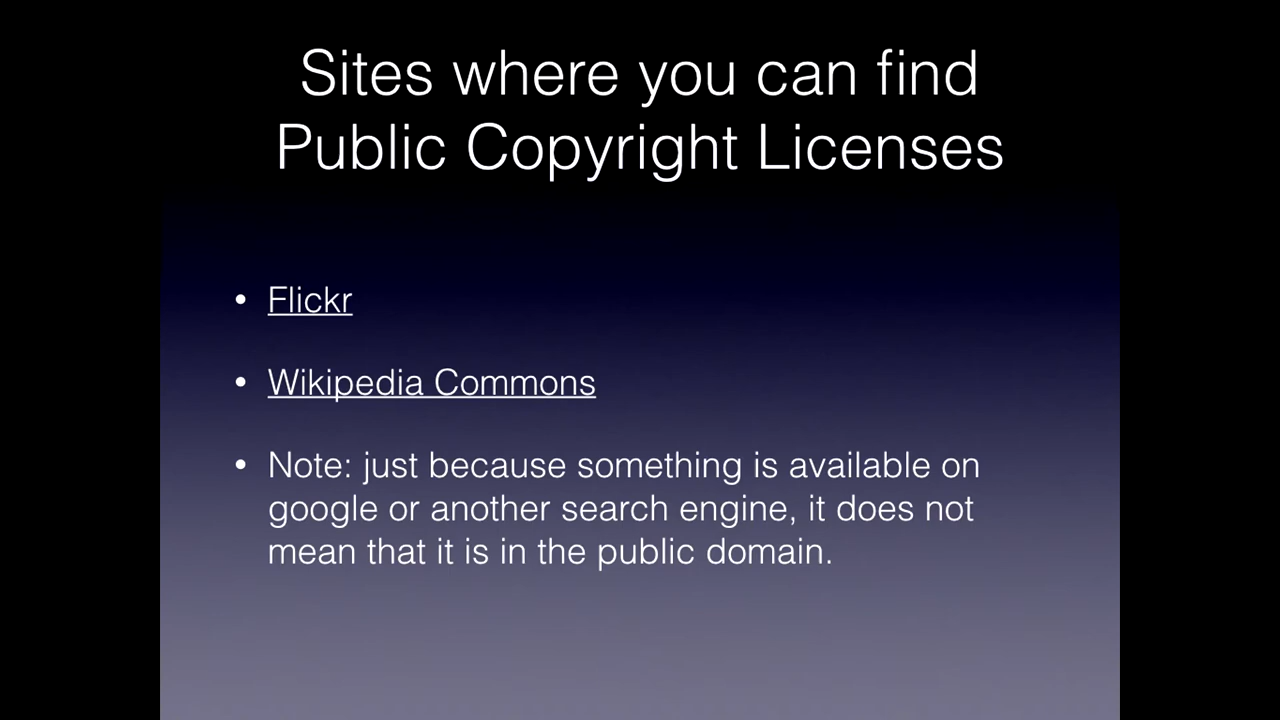 Sites where you can find
Public Copyright Licenses
• Flickr
• Wikipedia Commons
• Note: just because something is available on
google or another search engine, it does not
mean that it is in the public domain.